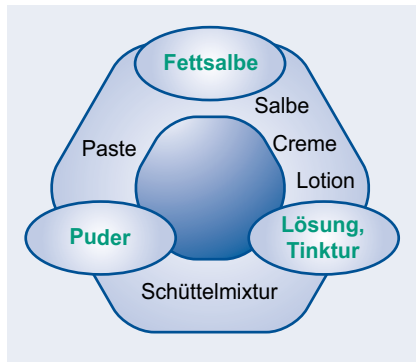 Fettsalbe
Salbe
Paste
Creme
Lotion
Puder
Lösung,
Tinktur
Schüttelmixtur